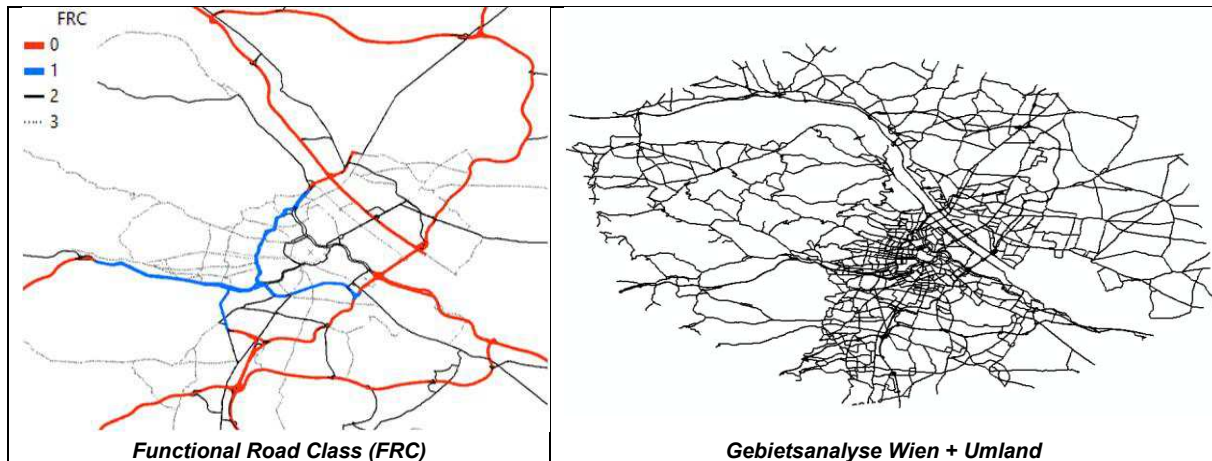 FRC
0
1
2
3
Functional Road Class (FRC)
Gebietsanalyse Wien + Umland